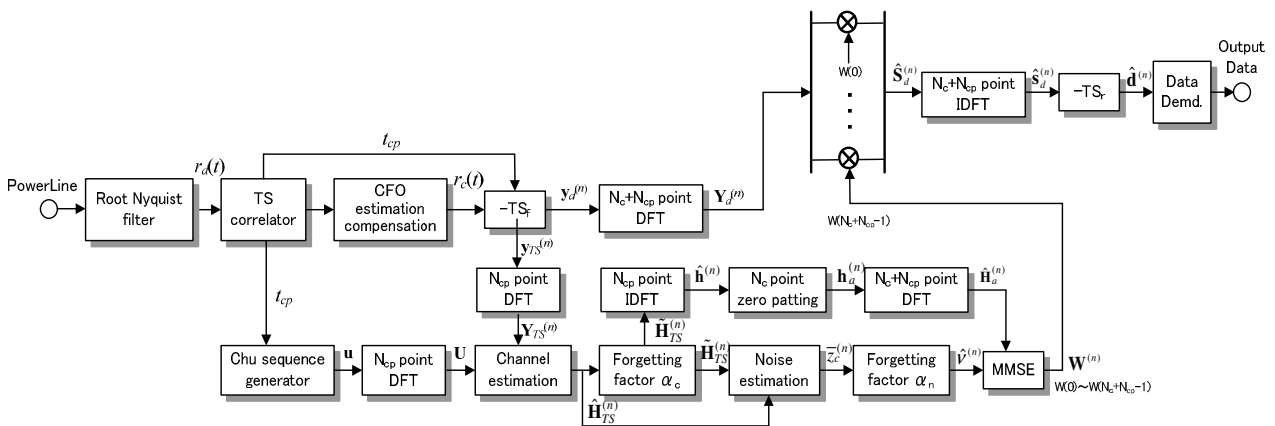 PowerLine
Root Nyquist
filter
r_d(t)
TS
correlator
t_cp
CFO
estimation
compensation
r_c(t)
-TS_f
y_d^(n)
N_c+N_cp point
DFT
Y_d^(n)
W(0)
W(N_c+N_cp-1)
Ŝ_d^(n)
N_c+N_cp point
IDFT
ŝ_d^(n)
-TS_r
d̂^(n)
Data
Demd.
Output
Data
y_TS^(n)
N_cp point
DFT
Y_TS^(n)
t_cp
Chu sequence
generator
u
N_cp point
DFT
U
Channel
estimation
Ĥ_TS^(n)
Forgetting
factor α_c
H̃_TS^(n)
N_cp point
IDFT
ĥ^(n)
N_c point
zero patting
h_a^(n)
N_c+N_cp point
DFT
Ĥ_a^(n)
H̃_TS^(n)
Noise
estimation
z̄_c^(n)
Forgetting
factor α_n
ν̂^(n)
MMSE
W^(n)
W(0)～W(N_c+N_cp-1)